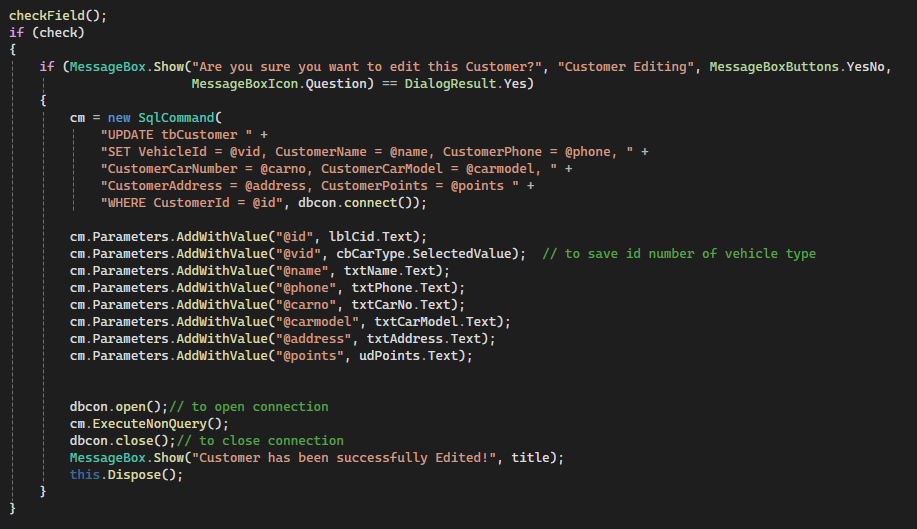 checkField();
if (check)
{
if (MessageBox.Show("Are you sure you want to edit this Customer?", "Customer Editing", MessageBoxButtons.YesNo,
MessageBoxIcon.Question) == DialogResult.Yes)
{
cm = new SqlCommand(
"UPDATE tbCustomer " +
"SET VehicleId = @vid, CustomerName = @name, CustomerPhone = @phone, " +
"CustomerCarNumber = @carno, CustomerCarModel = @carmodel, " +
"CustomerAddress = @address, CustomerPoints = @points " +
"WHERE CustomerId = @id", dbcon.connect());
cm.Parameters.AddWithValue("@id", lblCid.Text);
cm.Parameters.AddWithValue("@vid", cbCarType.SelectedValue);  // to save id number of vehicle type
cm.Parameters.AddWithValue("@name", txtName.Text);
cm.Parameters.AddWithValue("@phone", txtPhone.Text);
cm.Parameters.AddWithValue("@carno", txtCarNo.Text);
cm.Parameters.AddWithValue("@carmodel", txtCarModel.Text);
cm.Parameters.AddWithValue("@address", txtAddress.Text);
cm.Parameters.AddWithValue("@points", udPoints.Text);
dbcon.open();// to open connection
cm.ExecuteNonQuery();
dbcon.close();// to close connection
MessageBox.Show("Customer has been successfully Edited!", title);
this.Dispose();
}
}